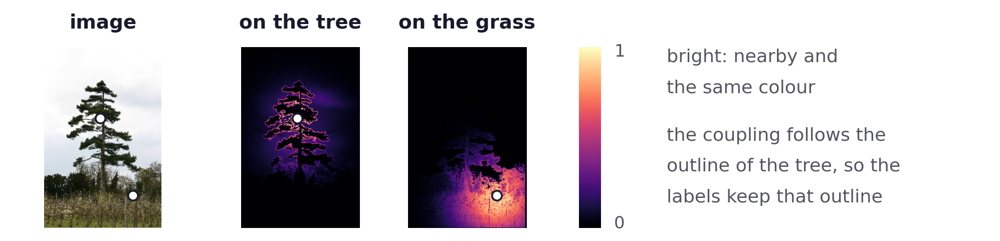 image
on the tree
on the grass
1
0
bright: nearby and
the same colour
the coupling follows the
outline of the tree, so the
labels keep that outline